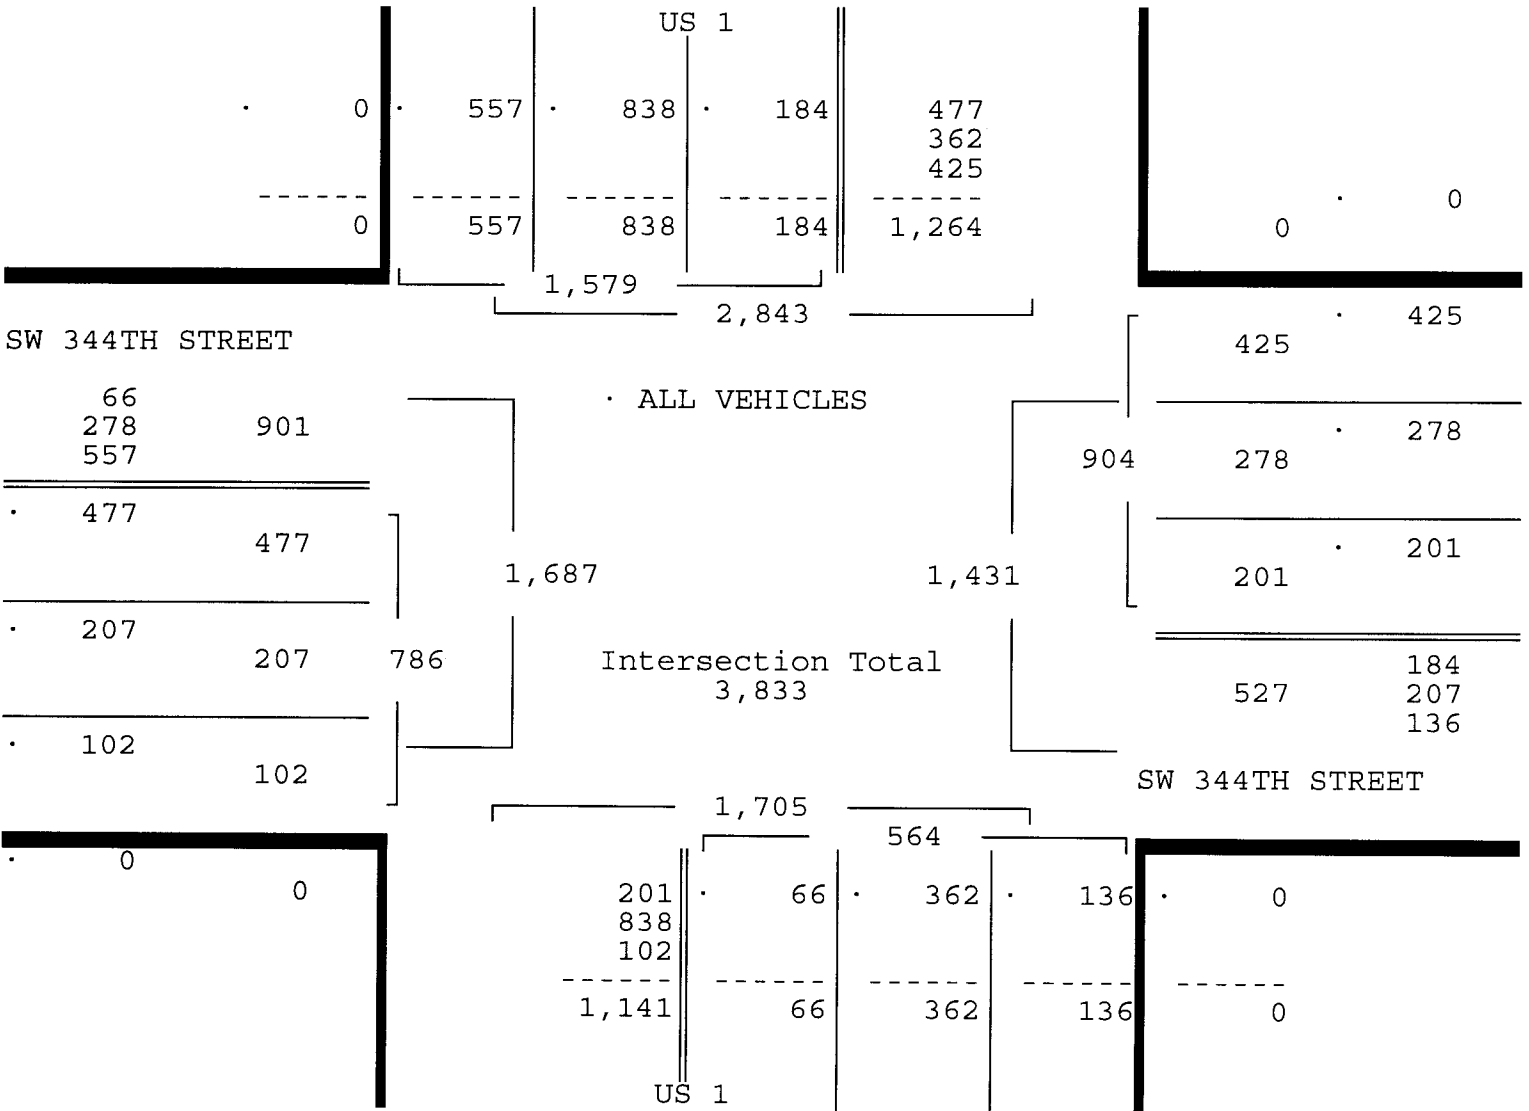 US 1
· 0 · 557 · 838 · 184 477
362
425
------ ------ ------ ------ ------
0 557 838 184 1,264
· 0
0
1,579
2,843
SW 344TH STREET
· 425
425
66
278 901
557
· ALL VEHICLES
· 278
904 278
· 477
477
· 201
201
1,687
1,431
· 207
207 786
Intersection Total
3,833
184
527 207
136
· 102
102
SW 344TH STREET
1,705
564
· 0
0
201 · 66 · 362 · 136 · 0
838
102
------ ------ ------ ------ ------
1,141 66 362 136 0
US 1